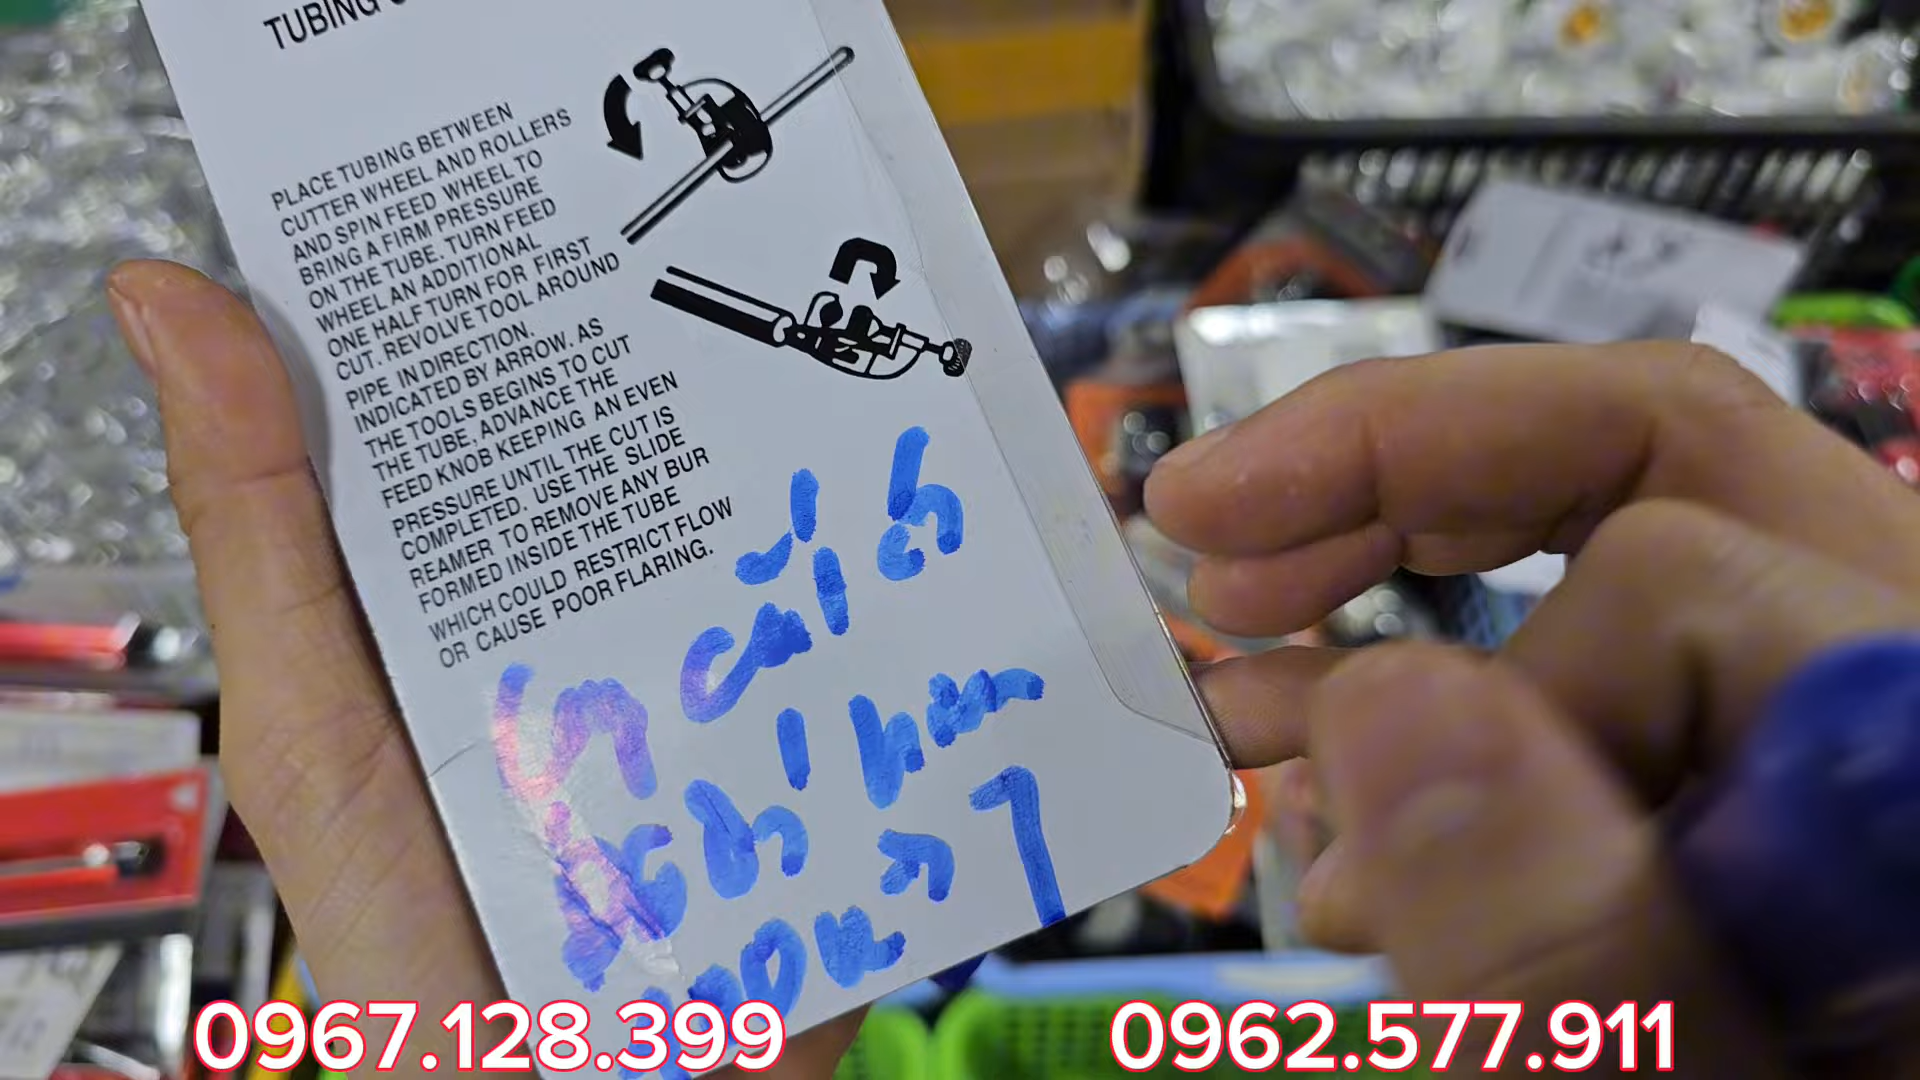 TUBING
PLACE TUBING BETWEEN
CUTTER WHEEL AND ROLLERS
AND SPIN FEED WHEEL TO
BRING A FIRM PRESSURE
ON THE TUBE. TURN FEED
WHEEL AN ADDITIONAL
ONE HALF TURN FOR FIRST
CUT. REVOLVE TOOL AROUND
PIPE IN DIRECTION.
INDICATED BY ARROW. AS
THE TOOLS BEGINS TO CUT
THE TUBE, ADVANCE THE
FEED KNOB KEEPING AN EVEN
PRESSURE UNTIL THE CUT IS
COMPLETED. USE THE SLIDE
REAMER TO REMOVE ANY BUR
FORMED INSIDE THE TUBE
WHICH COULD RESTRICT FLOW
OR CAUSE POOR FLARING.
0967.128.399
0962.577.911